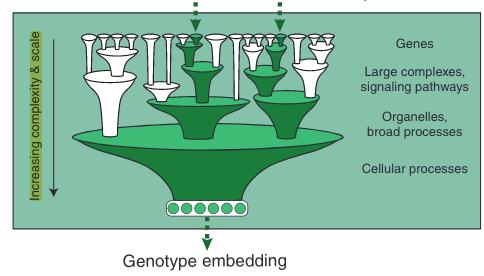 Increasing complexity & scale
Genes
Large complexes,
signaling pathways
Organelles,
broad processes
Cellular processes
Genotype embedding